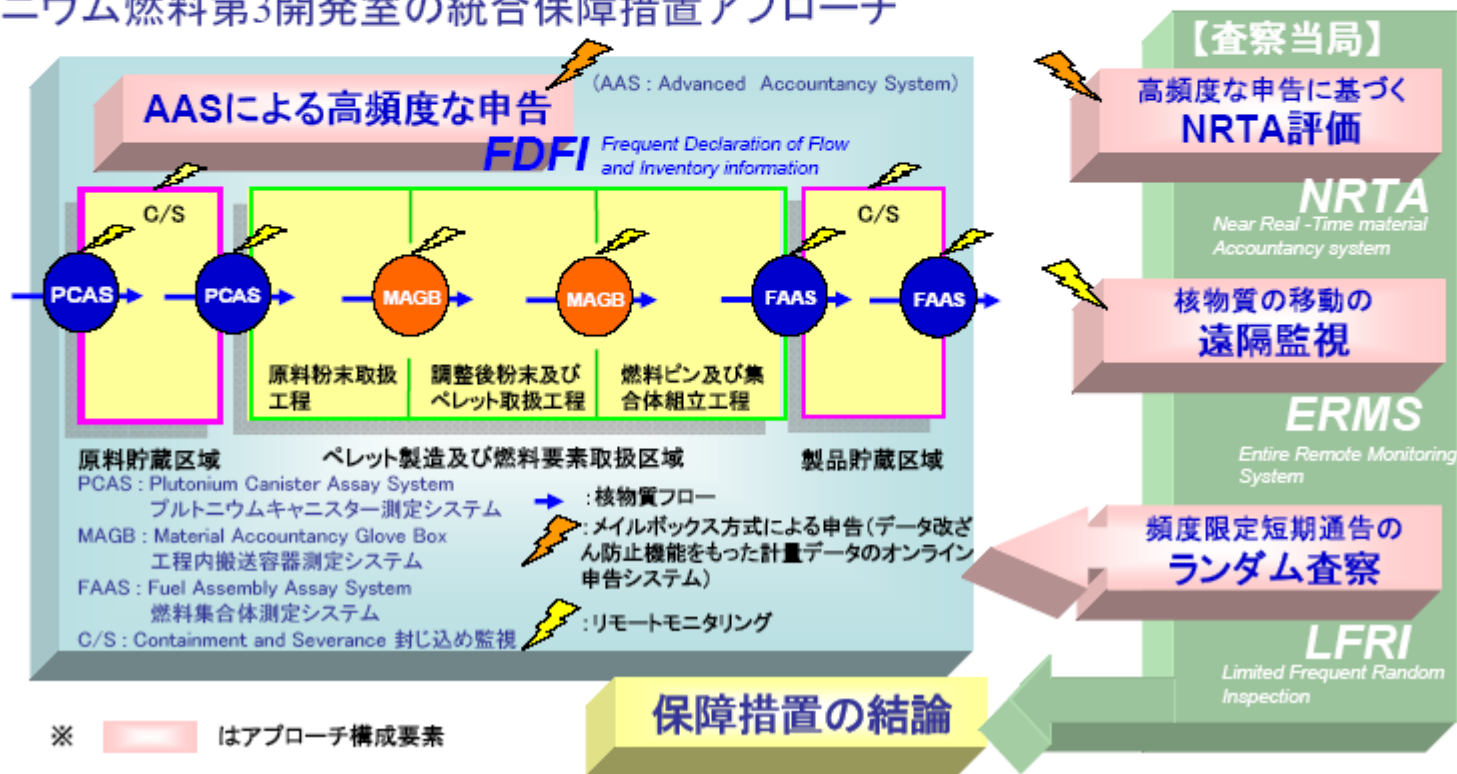 ニウム燃料第3開発室の統合保障措置アプローチ
AASによる高頻度な申告
(AAS : Advanced Accountancy System)
FDFI
Frequent Declaration of Flow
and Inventory information
C/S
C/S
PCAS
PCAS
MAGB
MAGB
FAAS
FAAS
原料粉末取扱
工程
調整後粉末及び
ペレット取扱工程
燃料ピン及び集
合体組立工程
原料貯蔵区域
ペレット製造及び燃料要素取扱区域
製品貯蔵区域
PCAS : Plutonium Canister Assay System
プルトニウムキャニスター測定システム
MAGB : Material Accountancy Glove Box
工程内搬送容器測定システム
FAAS : Fuel Assembly Assay System
燃料集合体測定システム
C/S : Containment and Severance 封じ込め監視
:核物質フロー
:メイルボックス方式による申告(データ改ざ
ん防止機能をもった計量データのオンライン
申告システム)
:リモートモニタリング
【査察当局】
高頻度な申告に基づく
NRTA評価
NRTA
Near Real -Time material
Accountancy system
核物質の移動の
遠隔監視
ERMS
Entire Remote Monitoring
System
頻度限定短期通告の
ランダム査察
LFRI
Limited Frequent Random
Inspection
保障措置の結論
※ はアプローチ構成要素